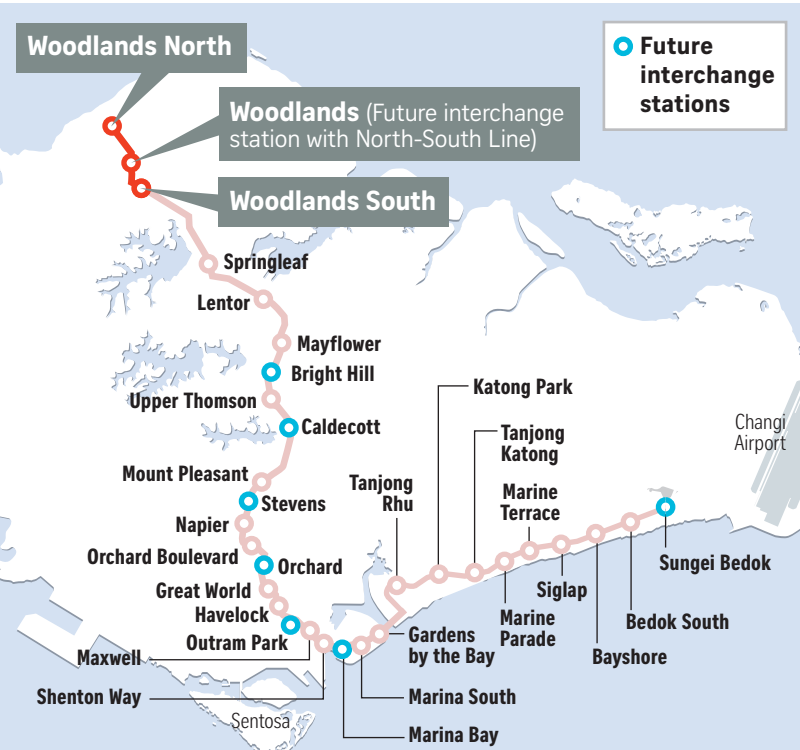 Woodlands North
Future
interchange
stations
Woodlands (Future interchange
station with North-South Line)
Woodlands South
Springleaf
Lentor
Mayflower
Bright Hill
Upper Thomson
Caldecott
Mount Pleasant
Stevens
Napier
Orchard Boulevard
Orchard
Great World
Havelock
Outram Park
Maxwell
Shenton Way
Sentosa
Marina Bay
Marina South
Gardens
by the Bay
Tanjong
Rhu
Katong Park
Tanjong
Katong
Marine
Parade
Marine
Terrace
Siglap
Bayshore
Bedok South
Sungei Bedok
Changi
Airport